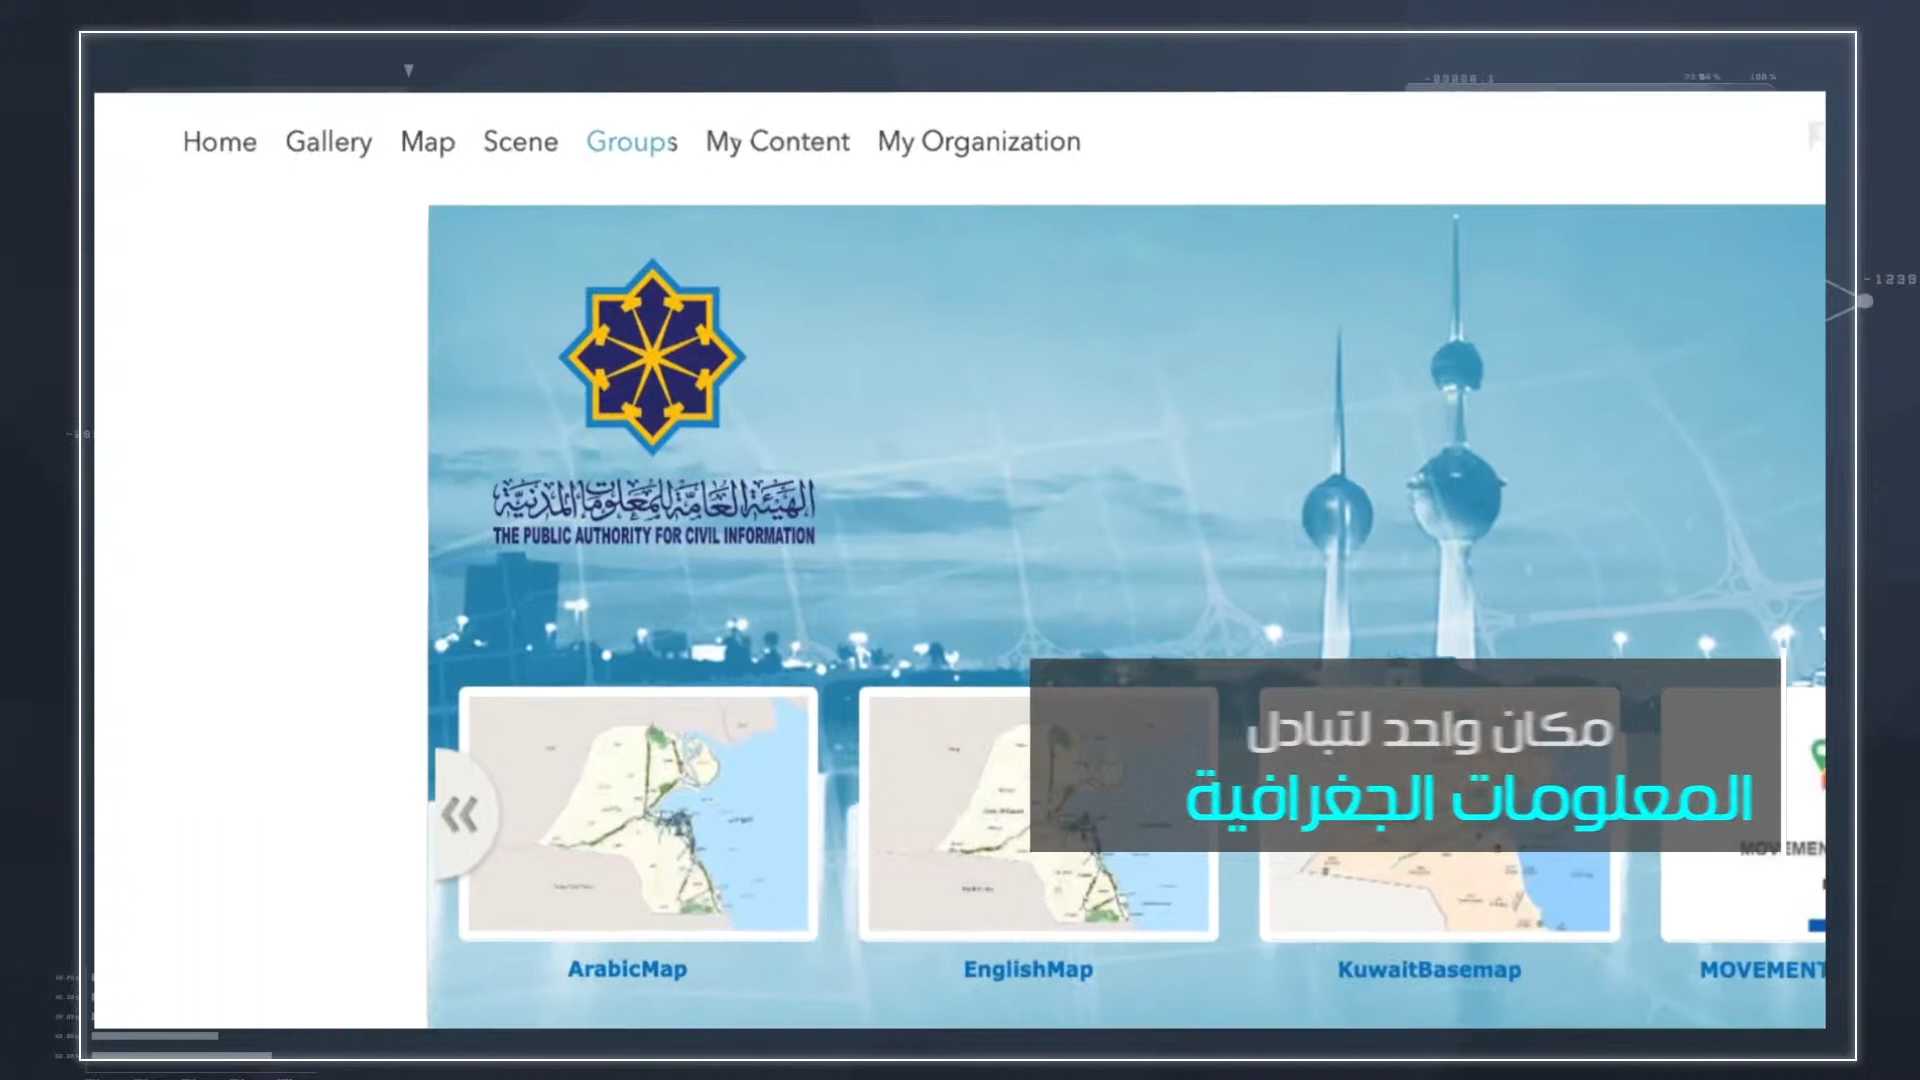 Home Gallery Map Scene Groups My Content My Organization
الهيئة العامة للمعلومات المدنية
THE PUBLIC AUTHORITY FOR CIVIL INFORMATION
مكان واحد لتبادل
المعلومات الجغرافية
ArabicMap EnglishMap KuwaitBasemap MOVEMENT